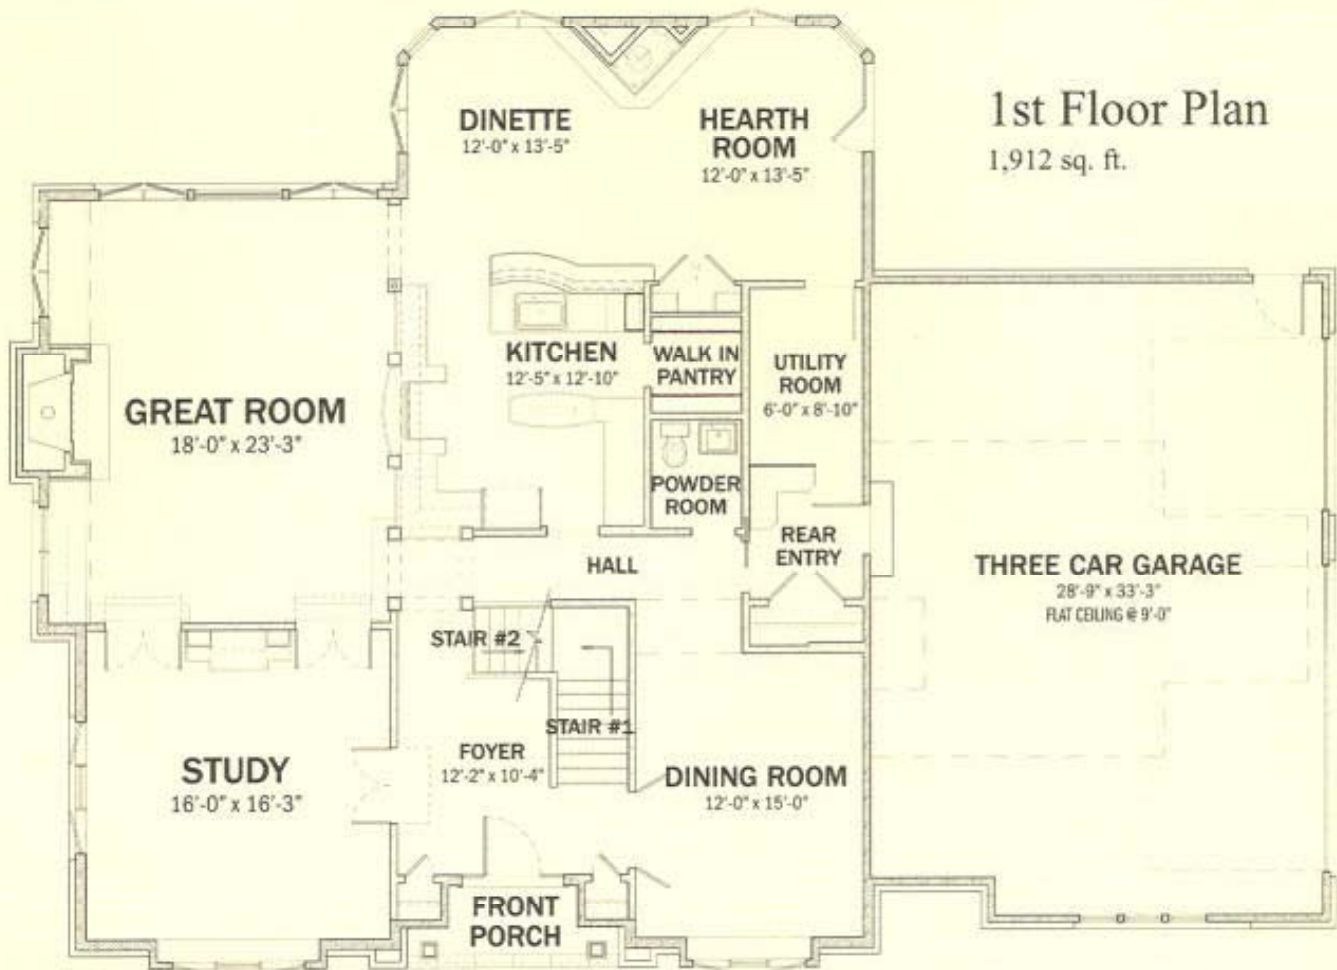 1st Floor Plan
1,912 sq. ft.
DINETTE
12'-0" x 13'-5"
HEARTH
ROOM
12'-0" x 13'-5"
GREAT ROOM
18'-0" x 23'-3"
KITCHEN
12'-5" x 12'-10"
WALK IN
PANTRY
UTILITY
ROOM
6'-0" x 8'-10"
POWDER
ROOM
REAR
ENTRY
HALL
THREE CAR GARAGE
28'-9" x 33'-3"
FLAT CEILING @ 9'-0"
STAIR #2
STAIR #1
STUDY
16'-0" x 16'-3"
FOYER
12'-2" x 10'-4"
DINING ROOM
12'-0" x 15'-0"
FRONT
PORCH